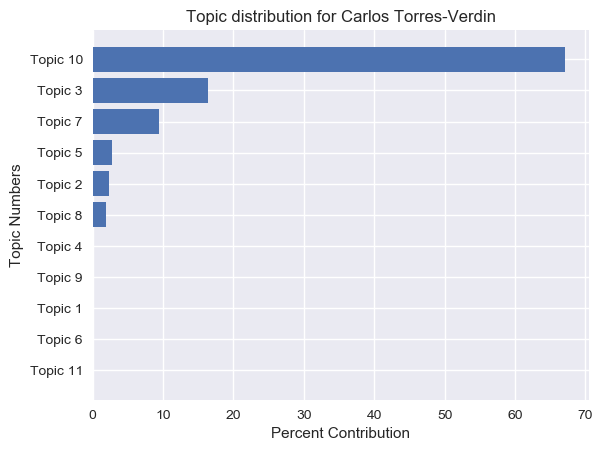 Topic distribution for Carlos Torres-Verdin
Topic Numbers
Topic 10
Topic 3
Topic 7
Topic 5
Topic 2
Topic 8
Topic 4
Topic 9
Topic 1
Topic 6
Topic 11
0 10 20 30 40 50 60 70
Percent Contribution